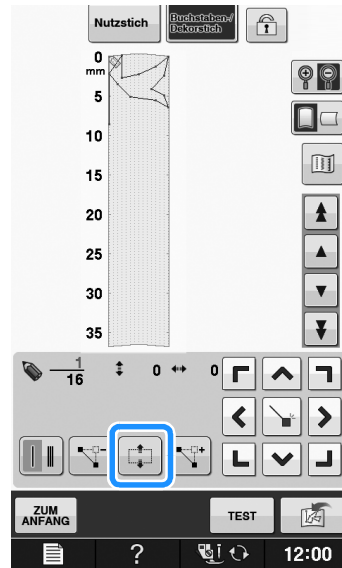 Nutzstich
Buchstaben-/
Dekorstich
0
mm
5
10
15
20
25
30
35
1
16
0
0
ZUM
ANFANG
TEST
?
12:00